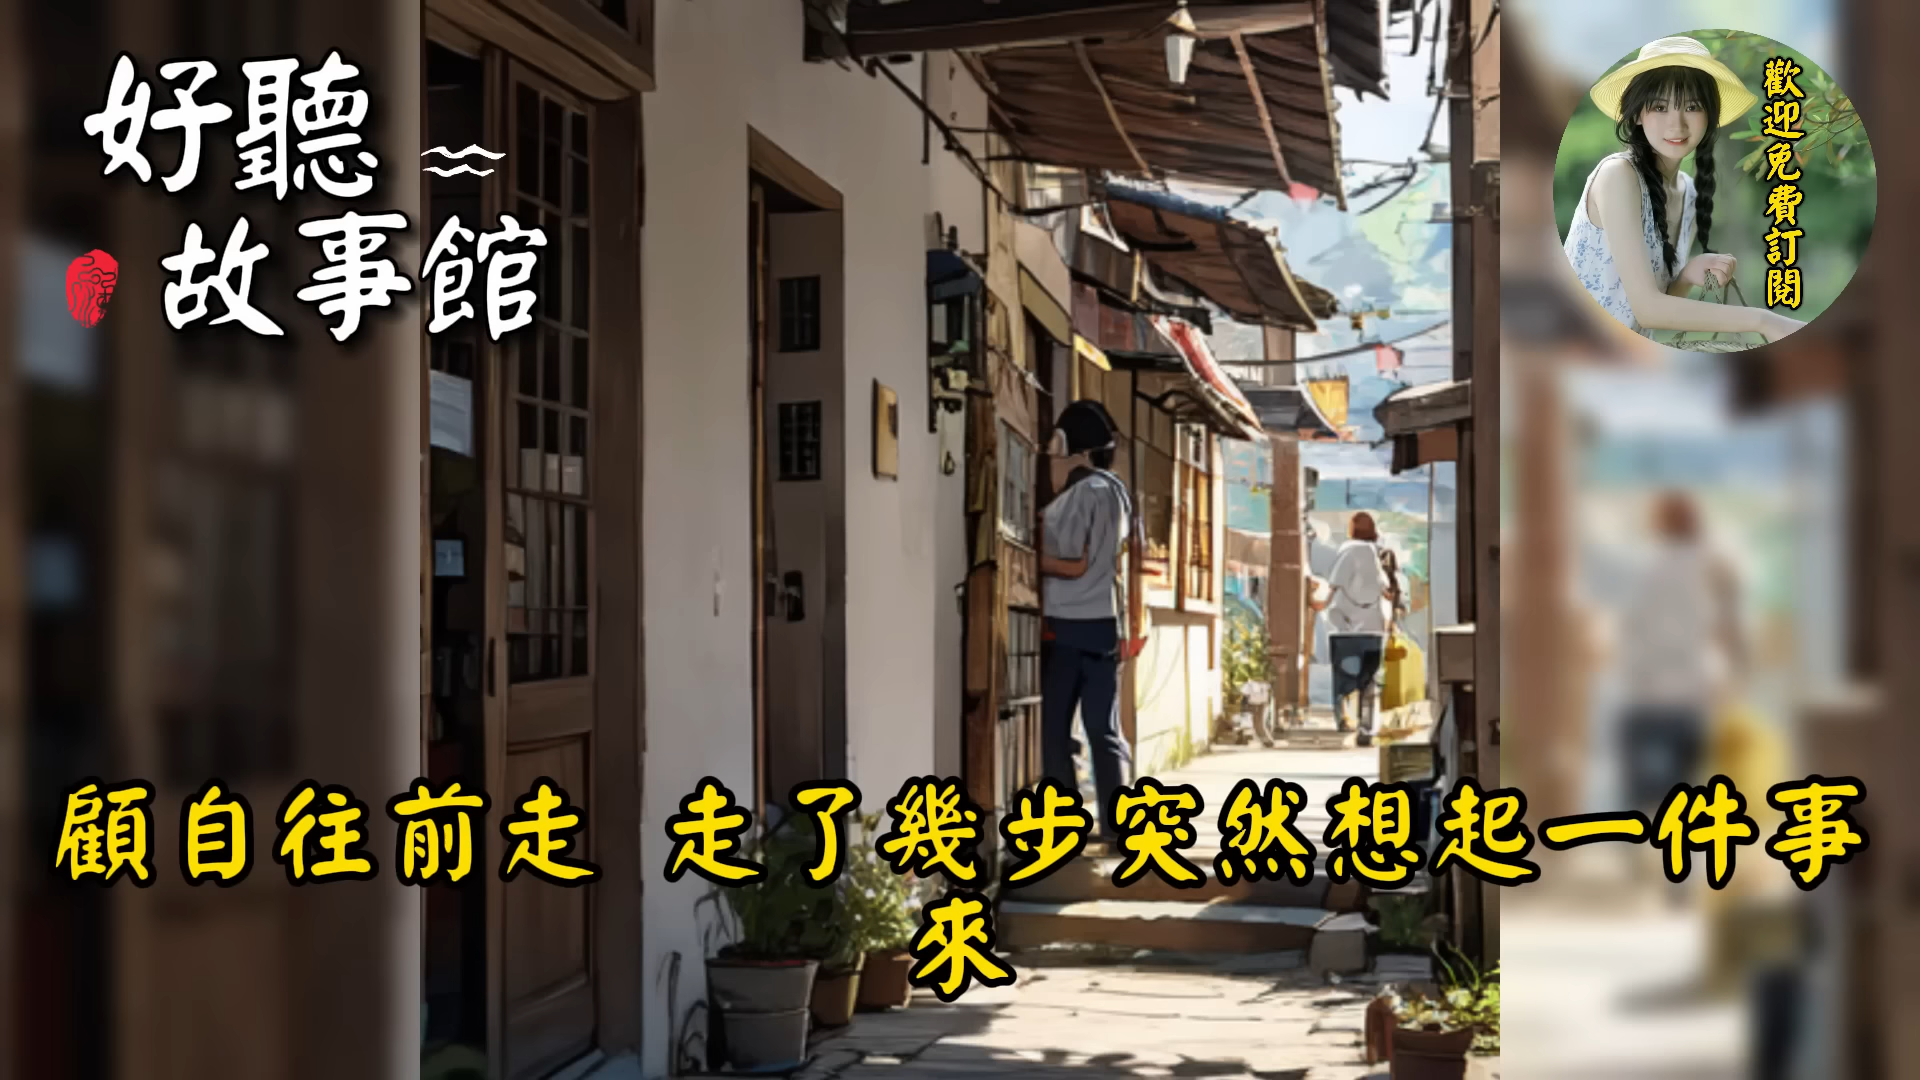 好聽
故事館
歡迎免費訂閱
顧自往前走 走了幾步突然想起一件事
來